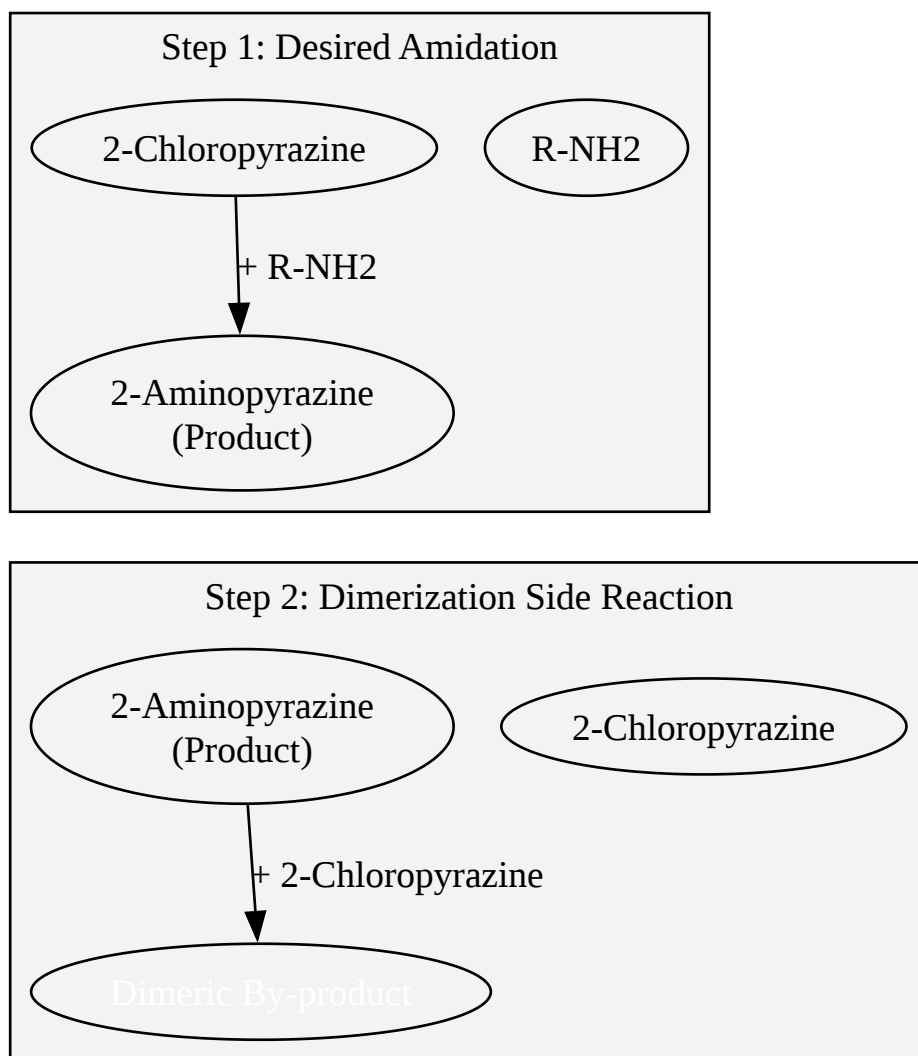 Step 1: Desired Amidation
2-Chloropyrazine
R-NH2
+ R-NH2
2-Aminopyrazine
(Product)
Step 2: Dimerization Side Reaction
2-Aminopyrazine
(Product)
2-Chloropyrazine
+ 2-Chloropyrazine
Dimeric By-product